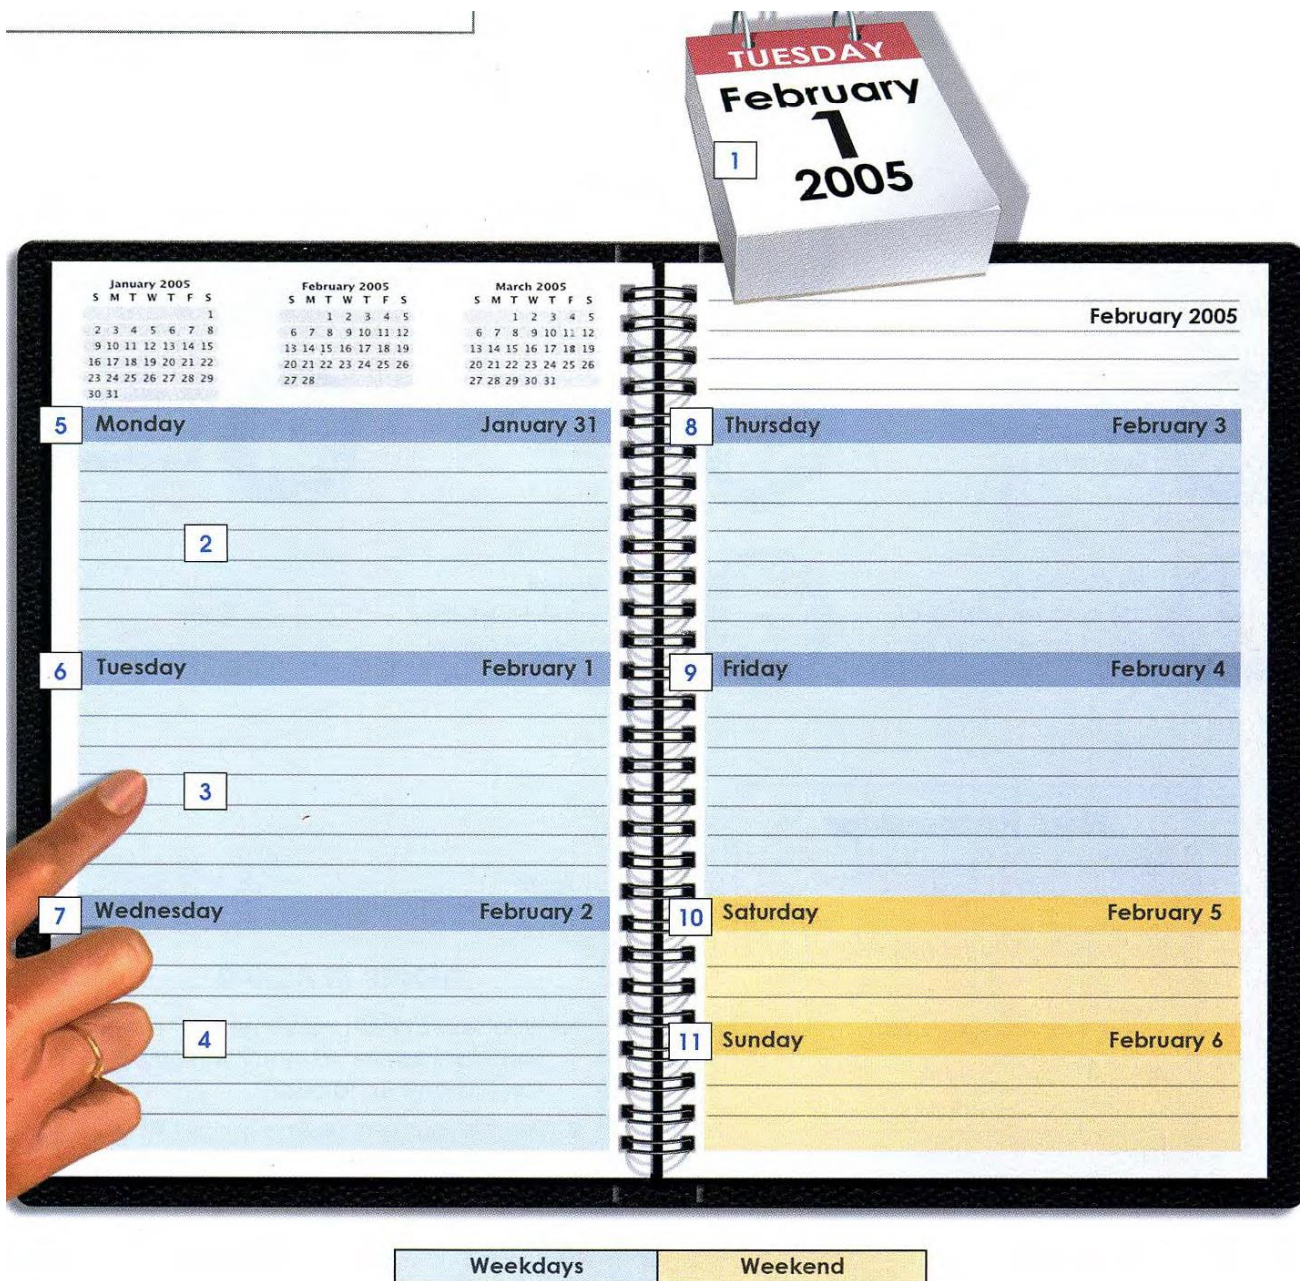 TUESDAY
February
1
2005
1
January 2005
S M T W T F S
1
2 3 4 5 6 7 8
9 10 11 12 13 14 15
16 17 18 19 20 21 22
23 24 25 26 27 28 29
30 31
February 2005
S M T W T F S
1 2 3 4 5
6 7 8 9 10 11 12
13 14 15 16 17 18 19
20 21 22 23 24 25 26
27 28
March 2005
S M T W T F S
1 2 3 4 5
6 7 8 9 10 11 12
13 14 15 16 17 18 19
20 21 22 23 24 25 26
27 28 29 30 31
February 2005
5 Monday January 31
2
6 Tuesday February 1
3
7 Wednesday February 2
4
8 Thursday February 3
9 Friday February 4
10 Saturday February 5
11 Sunday February 6
Weekdays Weekend